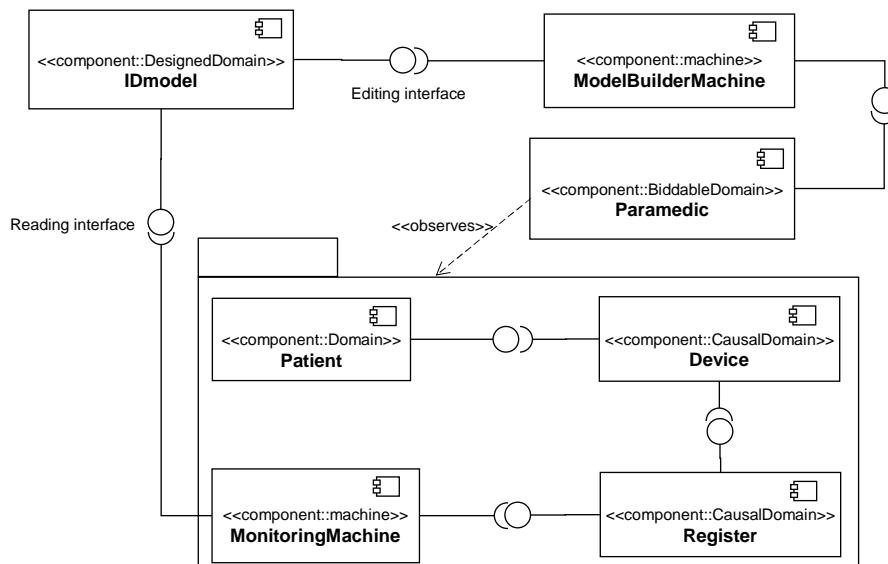 <<component::DesignedDomain>>
IDmodel
Editing interface
<<component::machine>>
ModelBuilderMachine
<<component::BiddableDomain>>
Paramedic
Reading interface
<<observes>>
<<component::Domain>>
Patient
<<component::CausalDomain>>
Device
<<component::machine>>
MonitoringMachine
<<component::CausalDomain>>
Register